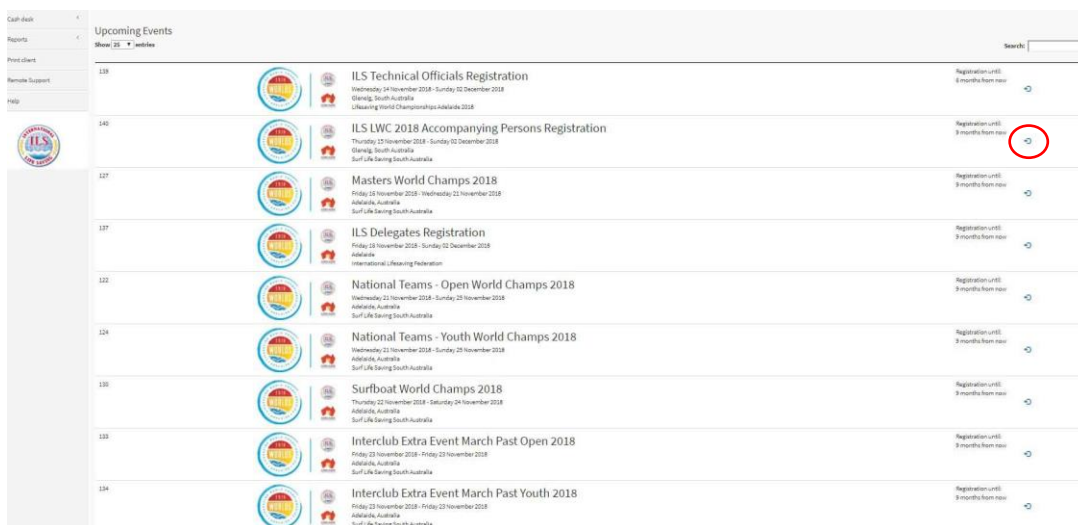 Cash desk
Reports
Print client
Remote Support
Help
ILS
Upcoming Events
Show 25 entries
Search:
ILS Technical Officials Registration
Wednesday 14 November 2018 - Sunday 02 December 2018
Glenelg, South Australia
Lifesaving World Championships Adelaide 2018
Registration until:
6 months from now
140
ILS LWC 2018 Accompanying Persons Registration
Thursday 15 November 2018 - Sunday 02 December 2018
Glenelg, South Australia
Surf Life Saving South Australia
Registration until:
9 months from now
127
Masters World Champs 2018
Friday 16 November 2018 - Wednesday 21 November 2018
Adelaide, Australia
Surf Life Saving South Australia
Registration until:
9 months from now
137
ILS Delegates Registration
Friday 16 November 2018 - Sunday 02 December 2018
Adelaide
International Lifesaving Federation
Registration until:
9 months from now
122
National Teams - Open World Champs 2018
Wednesday 21 November 2018 - Sunday 25 November 2018
Adelaide, Australia
Surf Life Saving South Australia
Registration until:
9 months from now
124
National Teams - Youth World Champs 2018
Wednesday 21 November 2018 - Sunday 25 November 2018
Adelaide, Australia
Surf Life Saving South Australia
Registration until:
9 months from now
Surfboat World Champs 2018
Thursday 22 November 2018 - Saturday 24 November 2018
Adelaide, Australia
Surf Life Saving South Australia
Registration until:
9 months from now
Interclub Extra Event March Past Open 2018
Friday 23 November 2018 - Friday 23 November 2018
Adelaide, Australia
Surf Life Saving South Australia
Registration until:
9 months from now
134
Interclub Extra Event March Past Youth 2018
Friday 23 November 2018 - Friday 23 November 2018
Adelaide, Australia
Surf Life Saving South Australia
Registration until:
9 months from now